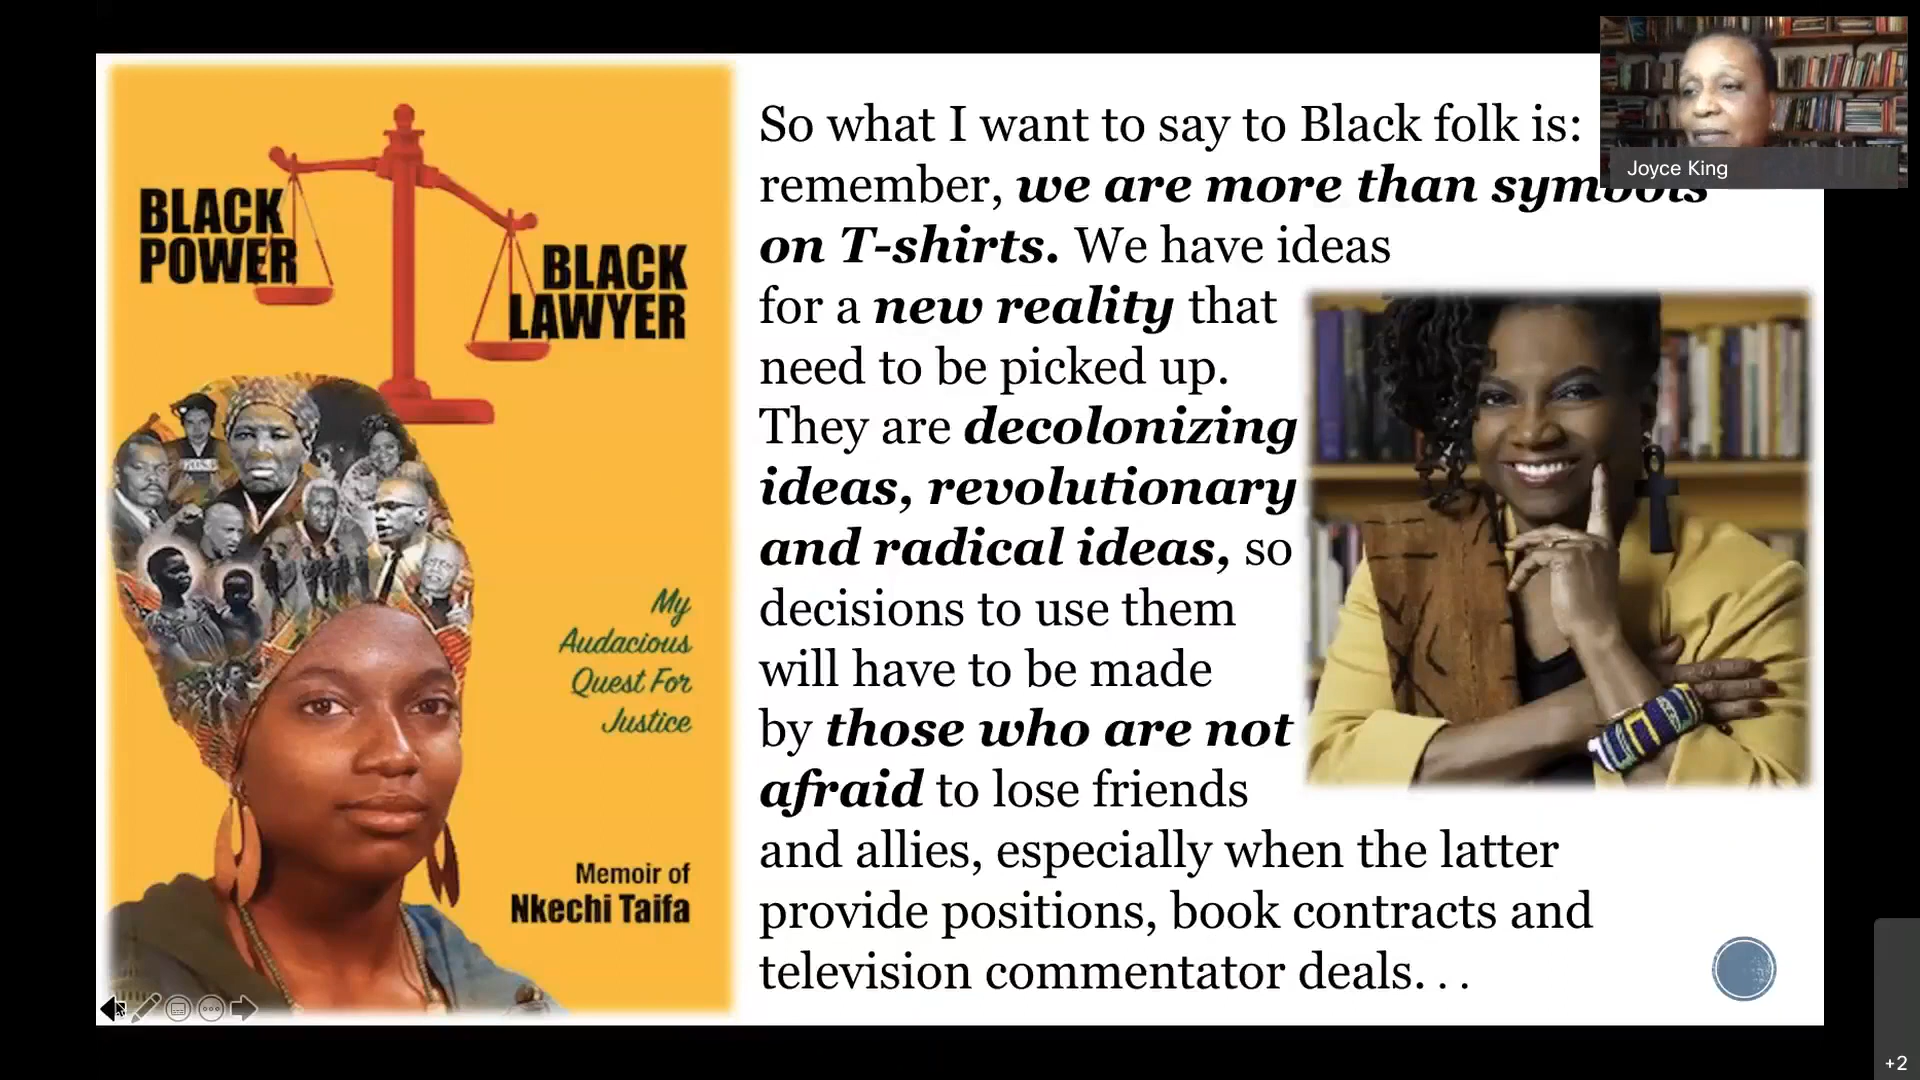 BLACK
POWER
BLACK
LAWYER
My
Audacious
Quest For
Justice
Memoir of
Nkechi Taifa
So what I want to say to Black folk is:
remember, we are more than symbols
on T-shirts. We have ideas
for a new reality that
need to be picked up.
They are decolonizing
ideas, revolutionary
and radical ideas, so
decisions to use them
will have to be made
by those who are not
afraid to lose friends
and allies, especially when the latter
provide positions, book contracts and
television commentator deals. . .
Joyce King
+2